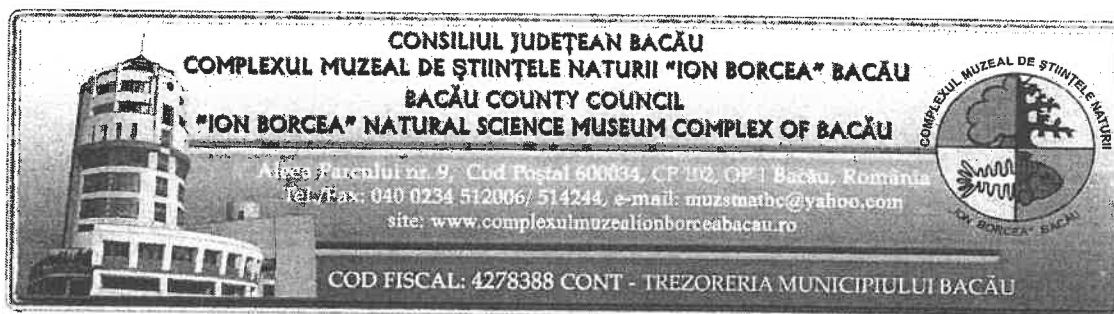 CONSILIUL JUDEȚEAN BACĂU
COMPLEXUL MUZEAL DE ȘTIINȚELE NATURII "ION BORCEA" BACĂU
BACĂU COUNTY COUNCIL
"ION BORCEA" NATURAL SCIENCE MUSEUM COMPLEX OF BACĂU
Aleea Parcului nr. 9, Cod Poștal 600034, CP 102, OP 1 Bacău, România
Tel./Fax: 040 0234 512006/ 514244, e-mail: muzstnatbc@yahoo.com
site: www.complexulmuzealionborceabacau.ro
COD FISCAL: 4278388 CONT - TREZORERIA MUNICIPIULUI BACĂU
COMPLEXUL MUZEAL DE ȘTIINȚELE NATURII
ION BORCEA" BACĂU